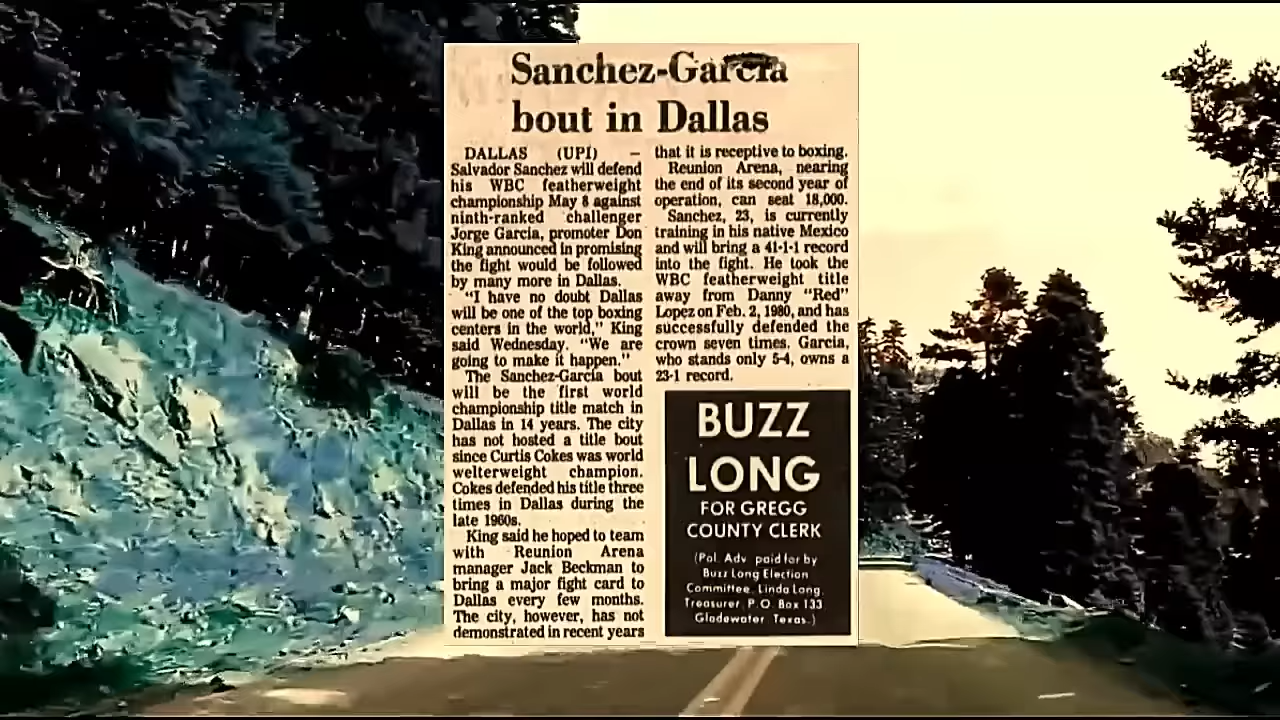 Sanchez-Garcia
bout in Dallas
DALLAS (UPI) —
Salvador Sanchez will defend
his WBC featherweight
championship May 8 against
ninth-ranked challenger
Jorge Garcia, promoter Don
King announced in promising
the fight would be followed
by many more in Dallas.
"I have no doubt Dallas
will be one of the top boxing
centers in the world," King
said Wednesday. "We are
going to make it happen."
The Sanchez-Garcia bout
will be the first world
championship title match in
Dallas in 14 years. The city
has not hosted a title bout
since Curtis Cokes was world
welterweight champion.
Cokes defended his title three
times in Dallas during the
late 1960s.
King said he hoped to team
with Reunion Arena
manager Jack Beckman to
bring a major fight card to
Dallas every few months.
The city, however, has not
demonstrated in recent years
that it is receptive to boxing.
Reunion Arena, nearing
the end of its second year of
operation, can seat 18,000.
Sanchez, 23, is currently
training in his native Mexico
and will bring a 41-1-1 record
into the fight. He took the
WBC featherweight title
away from Danny "Red"
Lopez on Feb. 2, 1980, and has
successfully defended the
crown seven times. Garcia,
who stands only 5-4, owns a
23-1 record.
BUZZ
LONG
FOR GREGG
COUNTY CLERK
(Pol. Adv. paid for by
Buzz Long Election
Committee, Linda Long,
Treasurer, P.O. Box 133
Gladewater, Texas.)